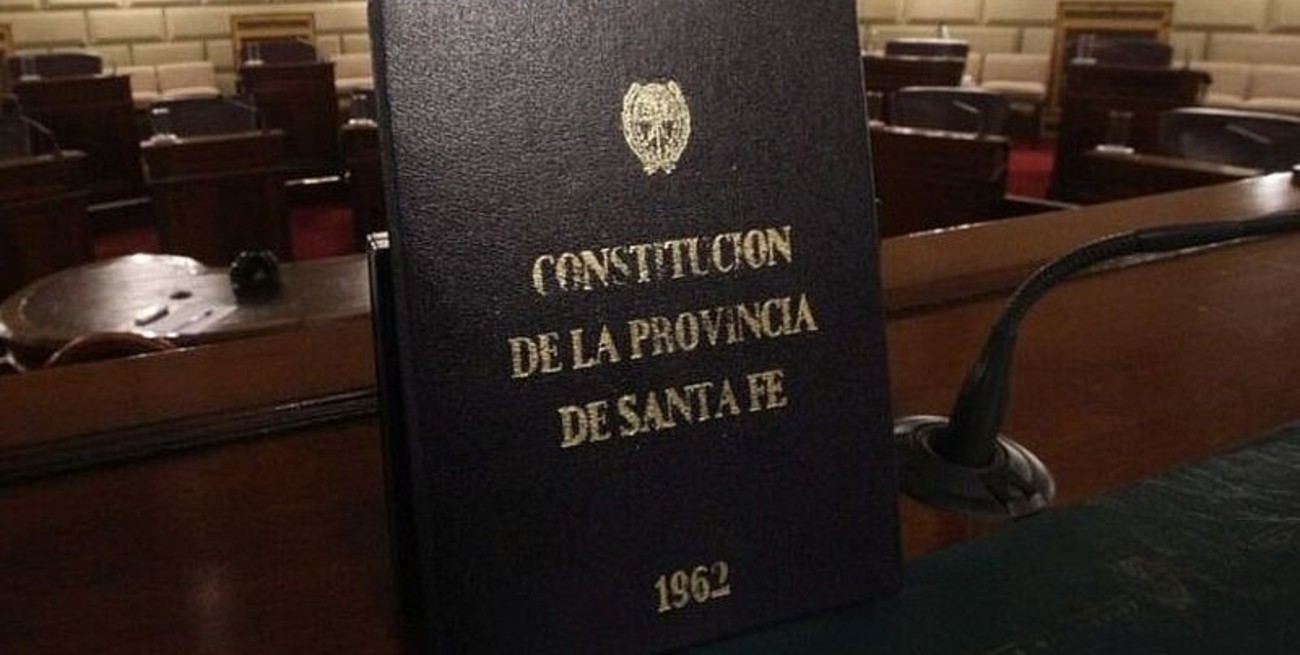 CONSTITUCION
DE LA PROVINCIA
DE SANTA FE
1962